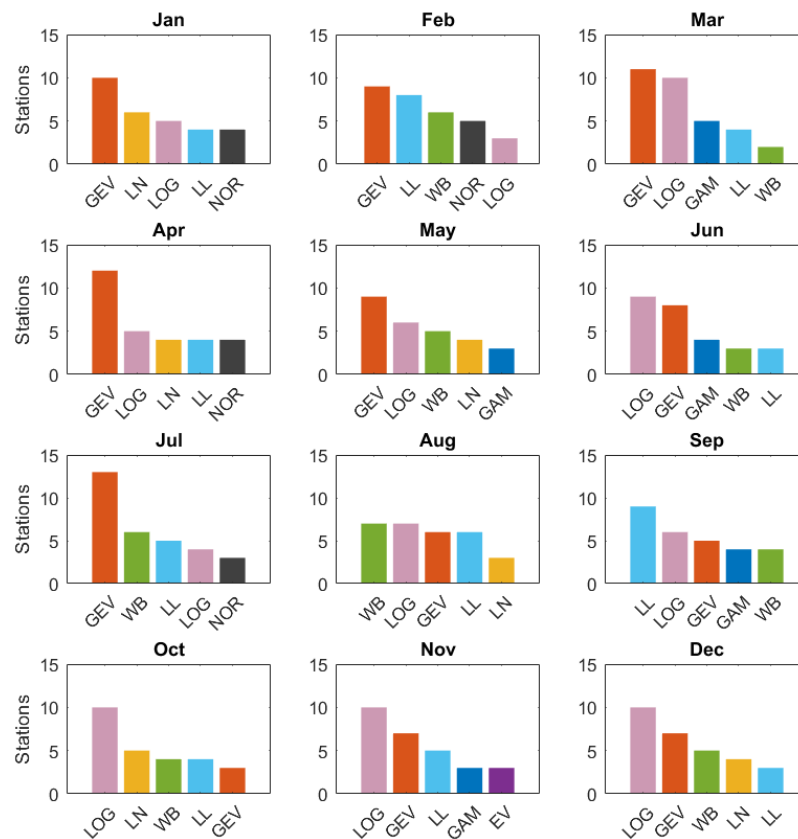 Jan Feb Mar
15 15 15
10 10 10
5 5 5
0 0 0
Stations
GEV LN LOG LL NOR GEV LL WB NOR LOG GEV LOG GAM LL WB
Apr May Jun
15 15 15
10 10 10
5 5 5
0 0 0
Stations
GEV LOG LN LL NOR GEV LOG WB LN GAM LOG GEV GAM WB LL
Jul Aug Sep
15 15 15
10 10 10
5 5 5
0 0 0
Stations
GEV WB LL LOG NOR WB LOG GEV LL LN LL LOG GEV GAM WB
Oct Nov Dec
15 15 15
10 10 10
5 5 5
0 0 0
Stations
LOG LN WB LL GEV LOG GEV LL GAM EV LOG GEV WB LN LL